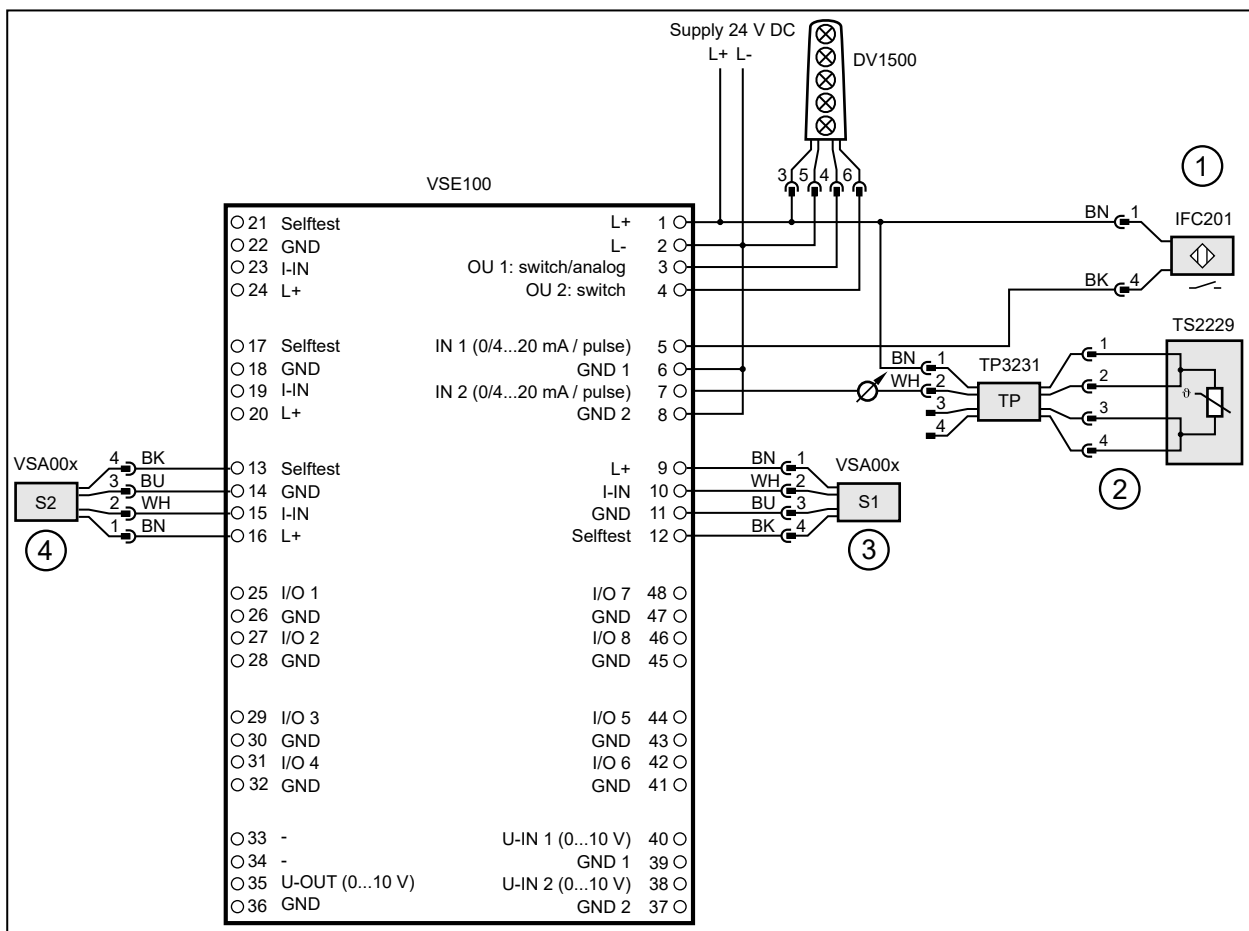 Supply 24 V DC
L+ L-
DV1500
3 5 4 6
VSE100
1
IFC201
BN 1
BK 4
TS2229
21 Selftest L+ 1
22 GND L- 2
23 I-IN OU 1: switch/analog 3
24 L+ OU 2: switch 4
17 Selftest IN 1 (0/4...20 mA / pulse) 5
18 GND GND 1 6
19 I-IN IN 2 (0/4...20 mA / pulse) 7
20 L+ GND 2 8
BN 1
WH 2
3
4
TP3231
TP
1
2
3
4
ϑ
2
VSA00x
S2
4
4 BK
3 BU
2 WH
1 BN
13 Selftest L+ 9
14 GND I-IN 10
15 I-IN GND 11
16 L+ Selftest 12
BN 1
WH 2
BU 3
BK 4
VSA00x
S1
3
25 I/O 1 I/O 7 48
26 GND GND 47
27 I/O 2 I/O 8 46
28 GND GND 45
29 I/O 3 I/O 5 44
30 GND GND 43
31 I/O 4 I/O 6 42
32 GND GND 41
33 - U-IN 1 (0...10 V) 40
34 - GND 1 39
35 U-OUT (0...10 V) U-IN 2 (0...10 V) 38
36 GND GND 2 37